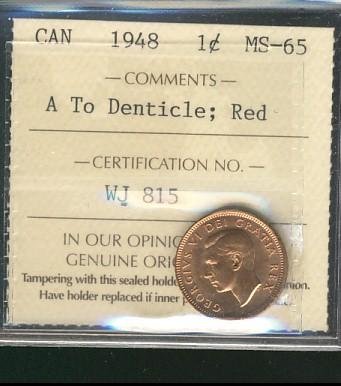 CAN 1948 1¢ MS-65
— COMMENTS —
A To Denticle; Red
— CERTIFICATION NO. —
WJ 815
IN OUR OPINIO
GENUINE ORI
Tampering with this sealed holde
Have holder replaced if inner
GEORGIVS VI DEI GRATIA REX